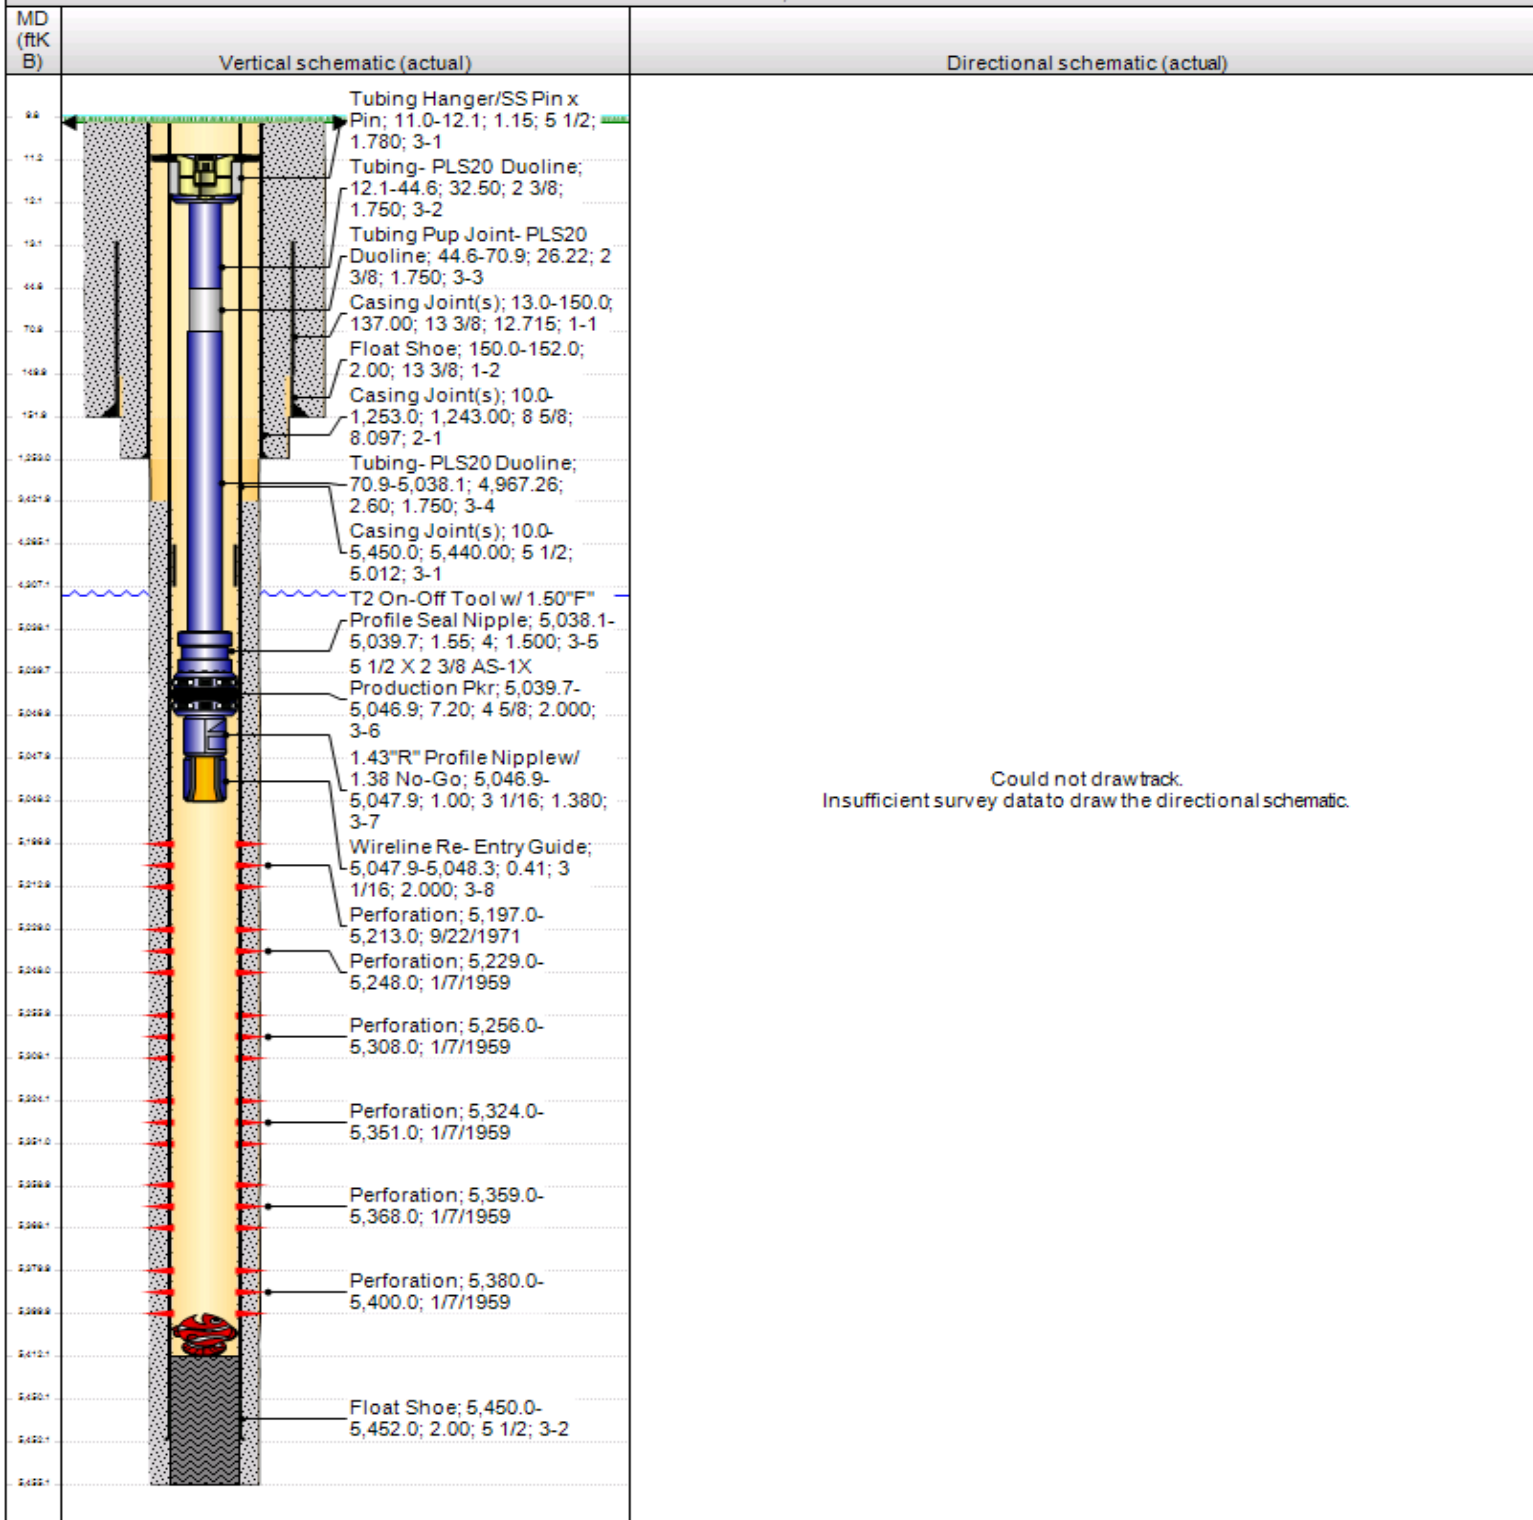 MD
(ftK
B)
Vertical schematic (actual)
Directional schematic (actual)
Tubing Hanger/SS Pin x
Pin; 11.0-12.1; 1.15; 5 1/2;
1.780; 3-1
Tubing- PLS20 Duoline;
12.1-44.6; 32.50; 2 3/8;
1.750; 3-2
Tubing Pup Joint- PLS20
Duoline; 44.6-70.9; 26.22; 2
3/8; 1.750; 3-3
Casing Joint(s); 13.0-150.0;
137.00; 13 3/8; 12.715; 1-1
Float Shoe; 150.0-152.0;
2.00; 13 3/8; 1-2
Casing Joint(s); 10.0-
1,253.0; 1,243.00; 8 5/8;
8.097; 2-1
Tubing- PLS20 Duoline;
70.9-5,038.1; 4,967.26;
2.60; 1.750; 3-4
Casing Joint(s); 10.0-
5,450.0; 5,440.00; 5 1/2;
5.012; 3-1
T2 On-Off Tool w/ 1.50"F"
Profile Seal Nipple; 5,038.1-
5,039.7; 1.55; 4; 1.500; 3-5
5 1/2 X 2 3/8 AS-1X
Production Pkr; 5,039.7-
5,046.9; 7.20; 4 5/8; 2.000;
3-6
1.43"R" Profile Nipple w/
1.38 No-Go; 5,046.9-
5,047.9; 1.00; 3 1/16; 1.380;
3-7
Wireline Re- Entry Guide;
5,047.9-5,048.3; 0.41; 3
1/16; 2.000; 3-8
Perforation; 5,197.0-
5,213.0; 9/22/1971
Perforation; 5,229.0-
5,248.0; 1/7/1959
Perforation; 5,256.0-
5,308.0; 1/7/1959
Perforation; 5,324.0-
5,351.0; 1/7/1959
Perforation; 5,359.0-
5,368.0; 1/7/1959
Perforation; 5,380.0-
5,400.0; 1/7/1959
Float Shoe; 5,450.0-
5,452.0; 2.00; 5 1/2; 3-2
Could not draw track.
Insufficient survey data to draw the directional schematic.